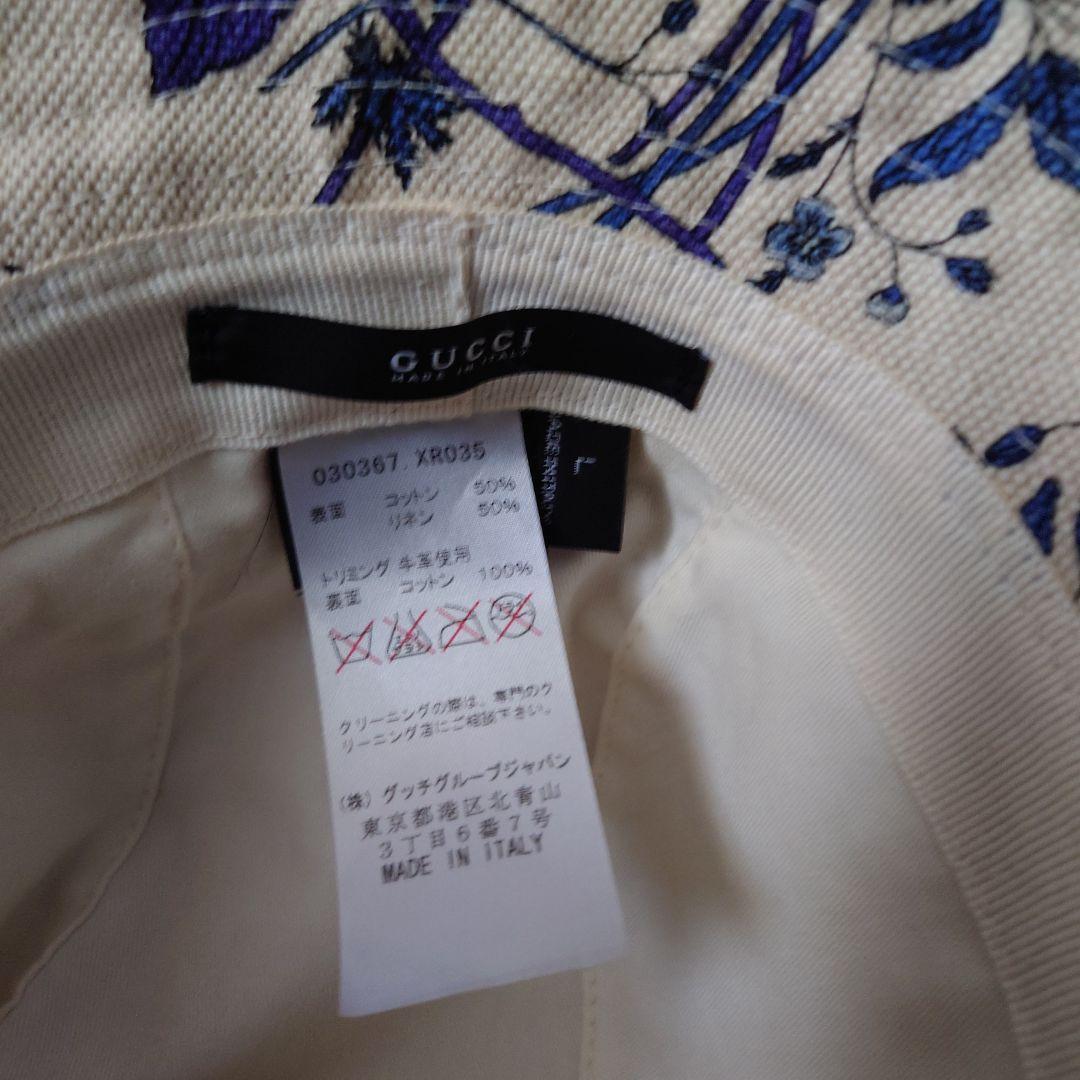 GUCCI
MADE IN ITALY
L
030367.XR035
表面 コットン 50%
リネン 50%
トリミング 牛革使用
裏面 コットン 100%
クリーニングの際は、専門のク
リーニング店にご相談下さい。
(株) グッチグループジャパン
東京都港区北青山
3丁目6番7号
MADE IN ITALY